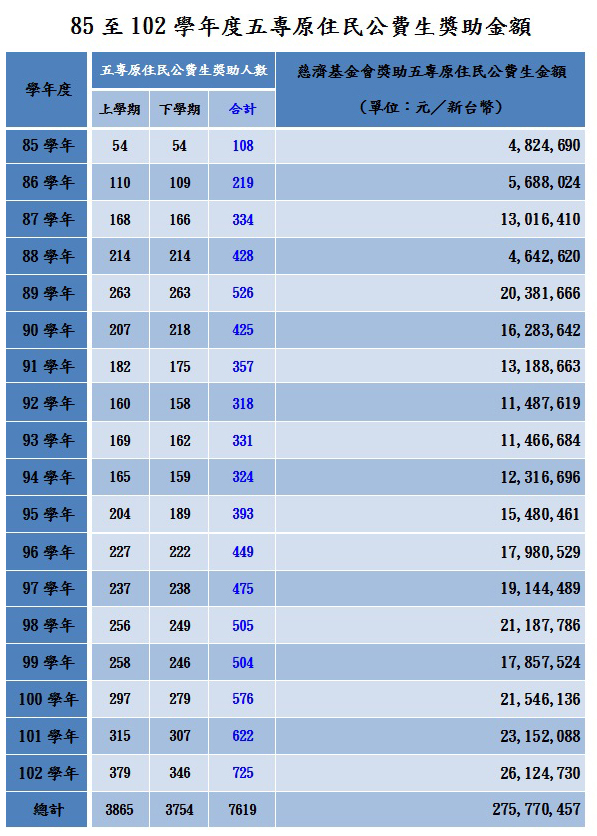 85 至 102 學年度五專原住民公費生獎助金額
學年度 五專原住民公費生獎助人數 慈濟基金會獎助五專原住民公費生金額
上學期 下學期 合計 (單位：元／新台幣)
85 學年 54 54 108 4,824,690
86 學年 110 109 219 5,688,024
87 學年 168 166 334 13,016,410
88 學年 214 214 428 4,642,620
89 學年 263 263 526 20,381,666
90 學年 207 218 425 16,283,642
91 學年 182 175 357 13,188,663
92 學年 160 158 318 11,487,619
93 學年 169 162 331 11,466,684
94 學年 165 159 324 12,316,696
95 學年 204 189 393 15,480,461
96 學年 227 222 449 17,980,529
97 學年 237 238 475 19,144,489
98 學年 256 249 505 21,187,786
99 學年 258 246 504 17,857,524
100 學年 297 279 576 21,546,136
101 學年 315 307 622 23,152,088
102 學年 379 346 725 26,124,730
總計 3865 3754 7619 275,770,457